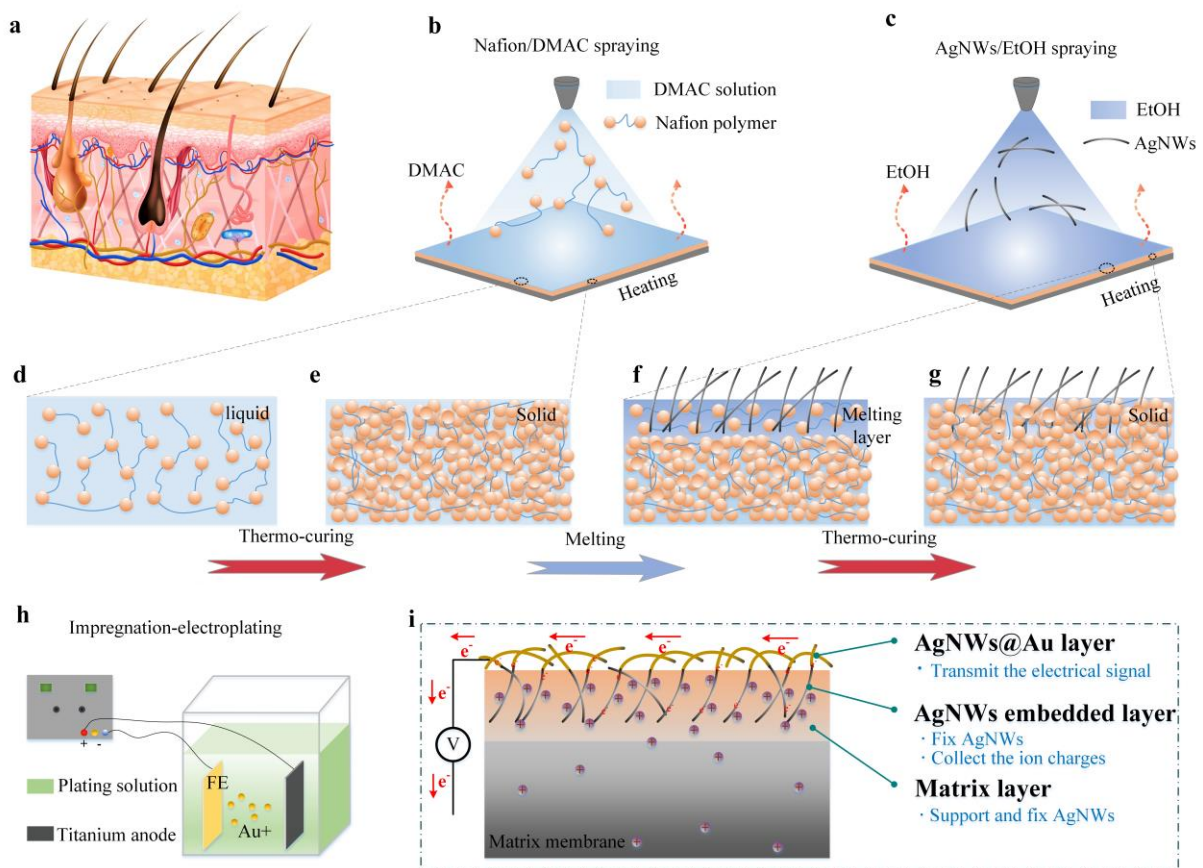 a
b
Nafion/DMAC spraying
DMAC solution
Nafion polymer
DMAC
Heating
c
AgNWs/EtOH spraying
EtOH
AgNWs
EtOH
Heating
d
liquid
e
Solid
f
Melting
layer
g
Solid
Thermo-curing
Melting
Thermo-curing
h
Impregnation-electroplating
+ -
FE
Au+
Plating solution
Titanium anode
i
e-
e-
e-
e-
e-
V
e-
Matrix membrane
AgNWs@Au layer
· Transmit the electrical signal
AgNWs embedded layer
· Fix AgNWs
· Collect the ion charges
Matrix layer
· Support and fix AgNWs